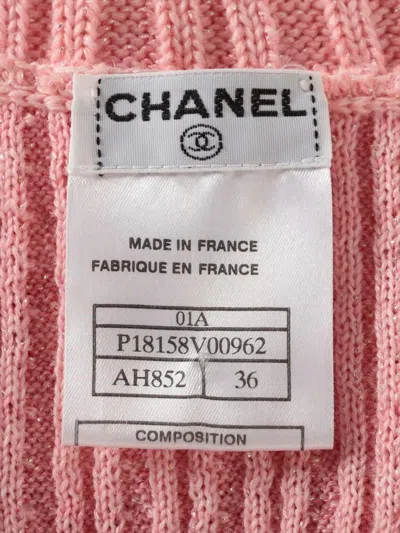 CHANEL
MADE IN FRANCE
FABRIQUE EN FRANCE
01A
P18158V00962
AH852 36
COMPOSITION